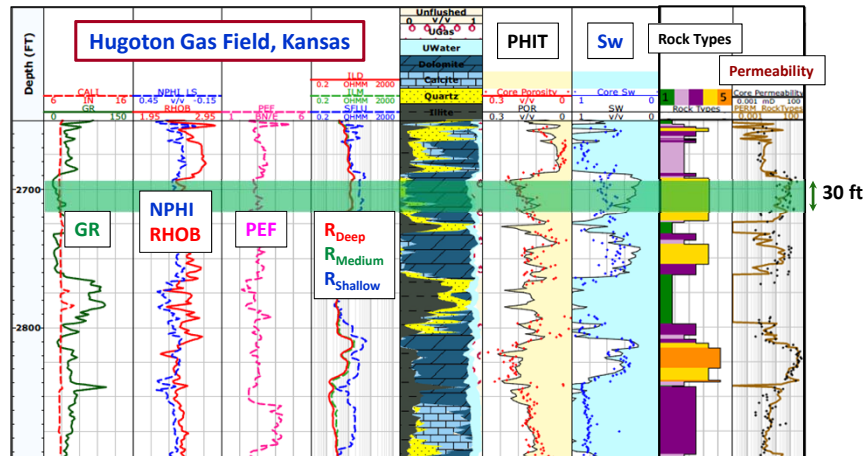 Hugoton Gas Field, Kansas
Depth (FT)
CALI
6 IN 16
GR
0 150
NPHI_LS
0.45 v/v -0.15
RHOB
1.95 2.95
PEF
1 BN/E 6
ILD
0.2 OHMM 2000
ILM
0.2 OHMM 2000
SFLU
0.2 OHMM 2000
Unflushed
0 v/v 1
UGas
UWater
Dolomite
Calcite
Quartz
Illite
PHIT
Core Porosity
0.3 v/v 0
POR
0.3 v/v 0
Sw
Core Sw
1 0
SW
1 v/v 0
Rock Types
1 5
Rock Types
Permeability
Core Permeability
0.001 mD 100
PERM_RockTypes
0.001 100
2700
2800
GR
NPHI
RHOB
PEF
RDeep
RMedium
RShallow
30 ft